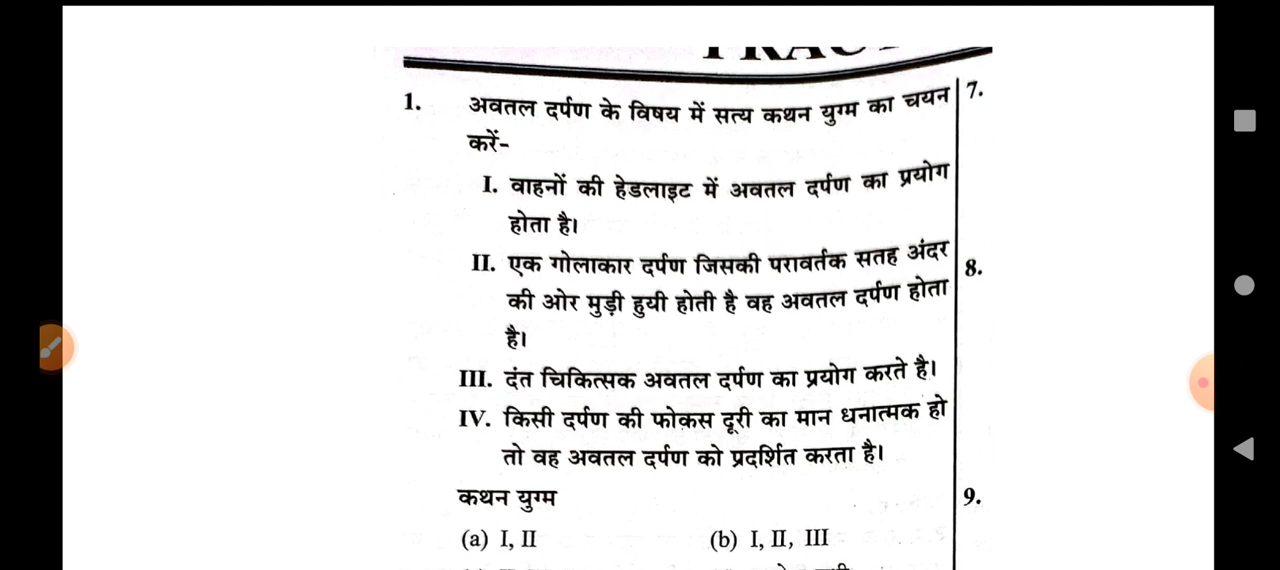 1. अवतल दर्पण के विषय में सत्य कथन युग्म का चयन
करें-
I. वाहनों की हेडलाइट में अवतल दर्पण का प्रयोग
होता है।
II. एक गोलाकार दर्पण जिसकी परावर्तक सतह अंदर
की ओर मुड़ी हुयी होती है वह अवतल दर्पण होता
है।
III. दंत चिकित्सक अवतल दर्पण का प्रयोग करते है।
IV. किसी दर्पण की फोकस दूरी का मान धनात्मक हो
तो वह अवतल दर्पण को प्रदर्शित करता है।
कथन युग्म
(a) I, II (b) I, II, III
7.
8.
9.